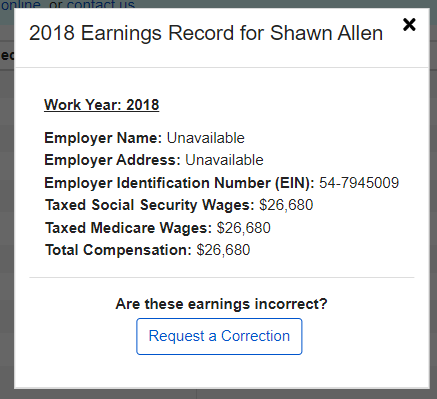 online, or contact us
2018 Earnings Record for Shawn Allen
×
ec
Work Year: 2018
Employer Name: Unavailable
Employer Address: Unavailable
Employer Identification Number (EIN): 54-7945009
Taxed Social Security Wages: $26,680
Taxed Medicare Wages: $26,680
Total Compensation: $26,680
Are these earnings incorrect?
Request a Correction